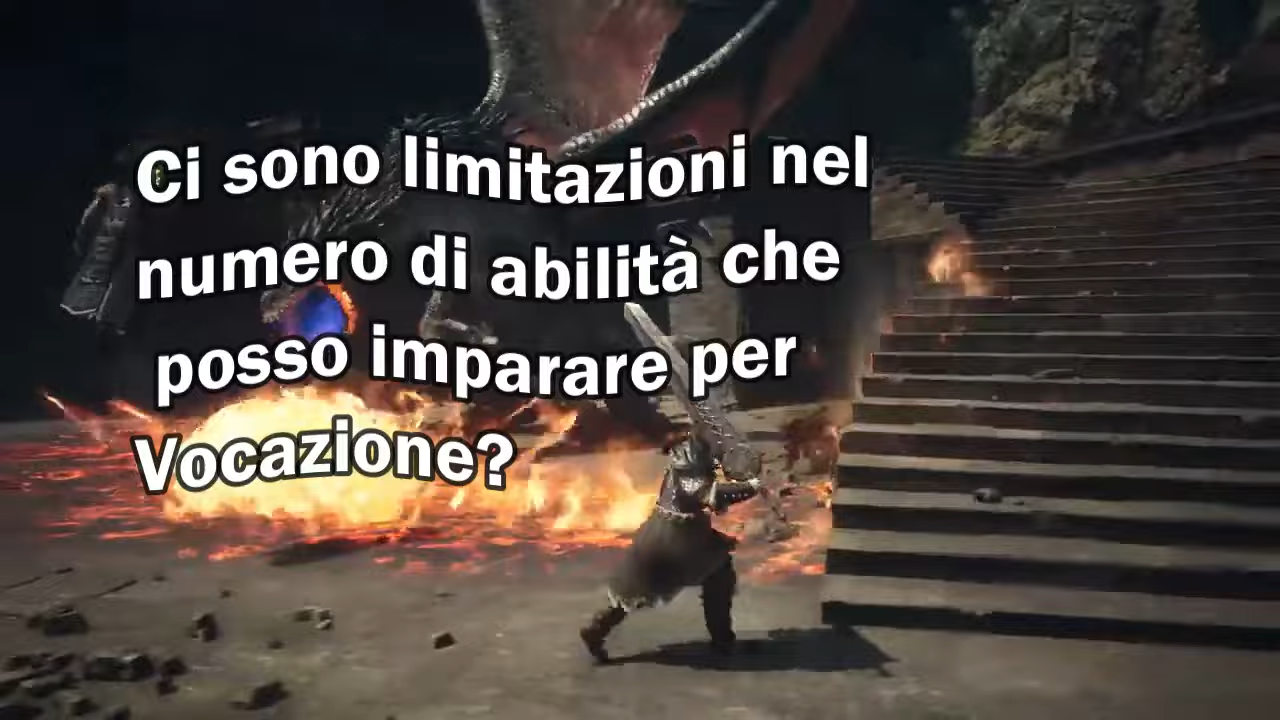 Ci sono limitazioni nel
numero di abilità che
posso imparare per
Vocazione?